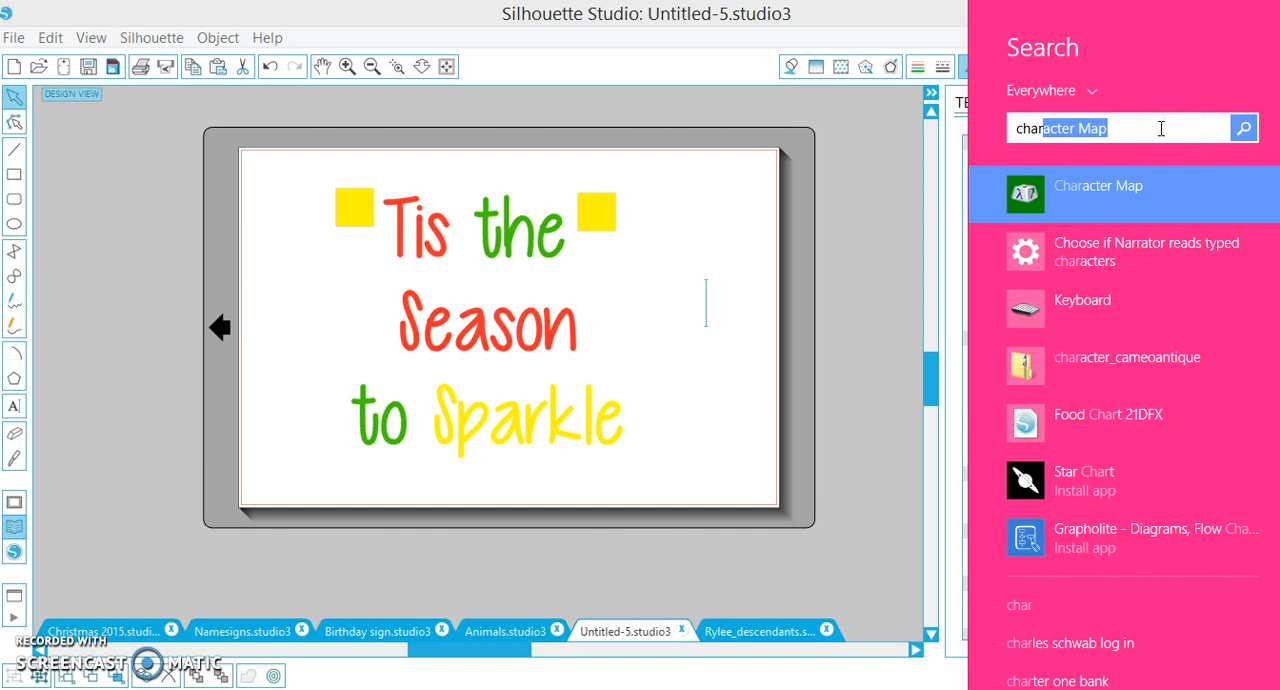 Silhouette Studio: Untitled-5.studio3
File Edit View Silhouette Object Help
DESIGN VIEW
Tis the
Season
to Sparkle
Christmas 2015.studi... Namesigns.studio3 Birthday sign.studio3 Animals.studio3 Untitled-5.studio3 Rylee_descendants.s...
RECORDED WITH
SCREENCAST MATIC
TE
Search
Everywhere
character Map
Character Map
Choose if Narrator reads typed
characters
Keyboard
character_cameoantique
Food Chart 21DFX
Star Chart
Install app
Grapholite - Diagrams, Flow Cha...
Install app
char
charles schwab log in
charter one bank